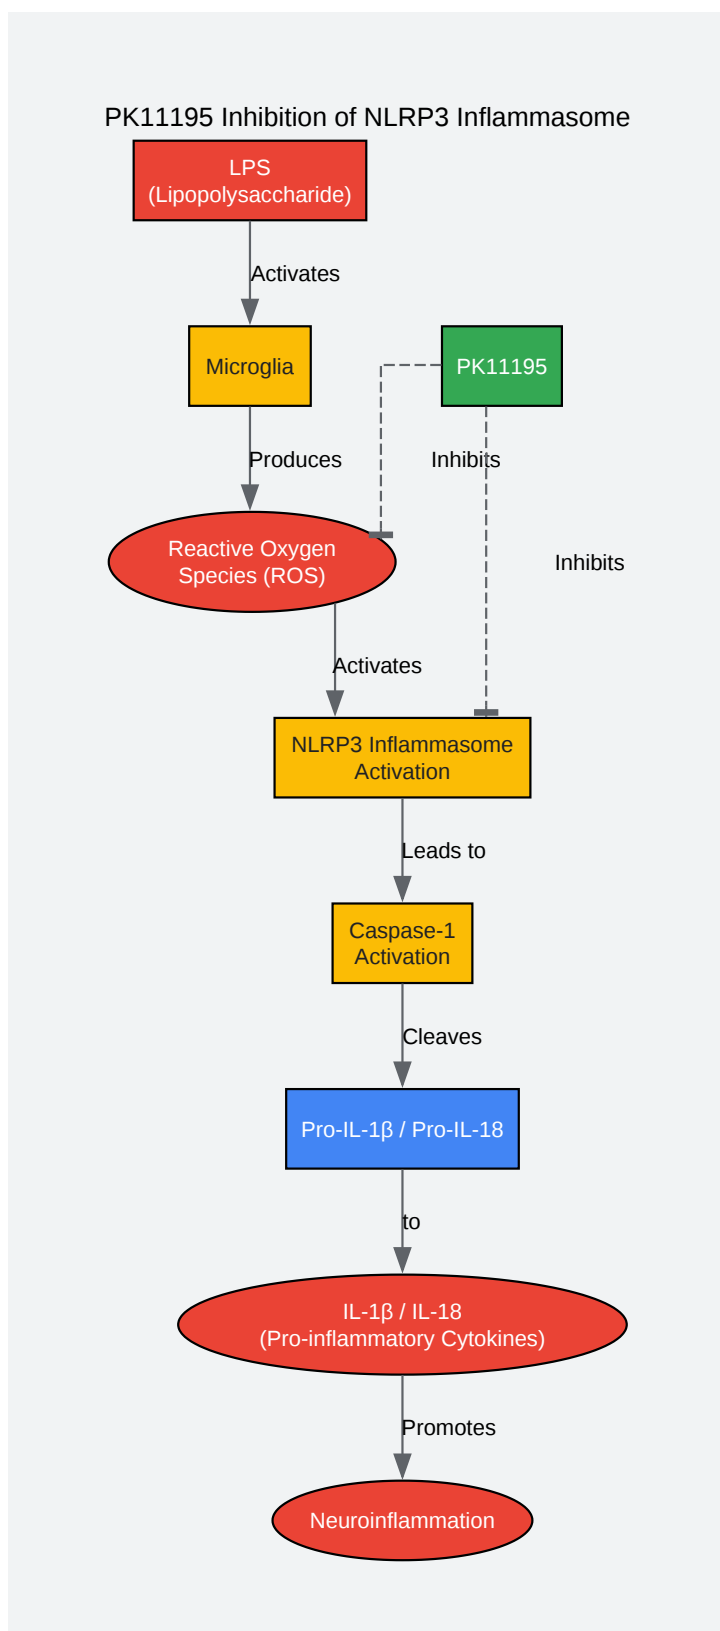 PK11195 Inhibition of NLRP3 Inflammasome
LPS
(Lipopolysaccharide)
Activates
Microglia
PK11195
Produces
Inhibits
Reactive Oxygen
Species (ROS)
Inhibits
Activates
NLRP3 Inflammasome
Activation
Leads to
Caspase-1
Activation
Cleaves
Pro-IL-1β / Pro-IL-18
to
IL-1β / IL-18
(Pro-inflammatory Cytokines)
Promotes
Neuroinflammation